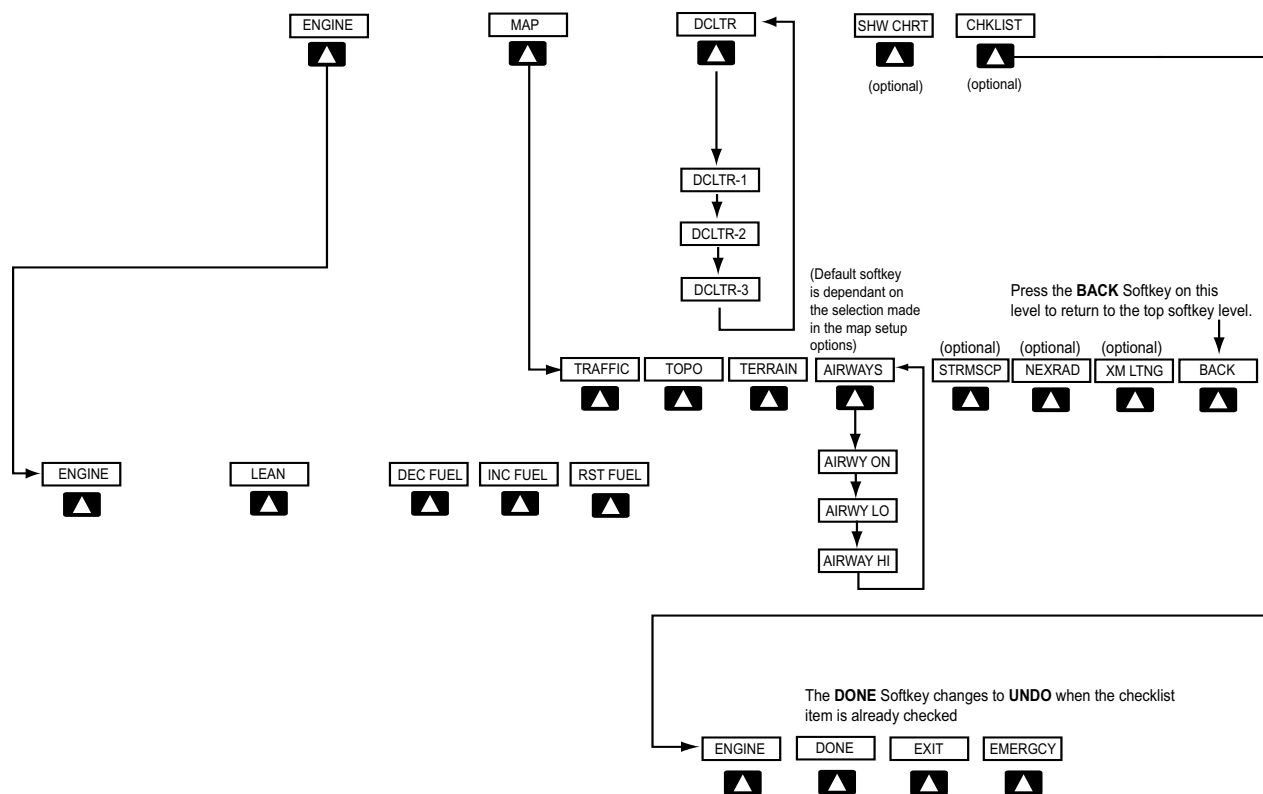 ENGINE
MAP
DCLTR
SHW CHRT
CHKLIST
(optional)
(optional)
DCLTR-1
DCLTR-2
DCLTR-3
(Default softkey
is dependant on
the selection made
in the map setup
options)
Press the BACK Softkey on this
level to return to the top softkey level.
(optional)
(optional)
(optional)
TRAFFIC
TOPO
TERRAIN
AIRWAYS
STRMSCP
NEXRAD
XM LTNG
BACK
AIRWY ON
AIRWY LO
AIRWAY HI
ENGINE
LEAN
DEC FUEL
INC FUEL
RST FUEL
The DONE Softkey changes to UNDO when the checklist
item is already checked
ENGINE
DONE
EXIT
EMERGCY